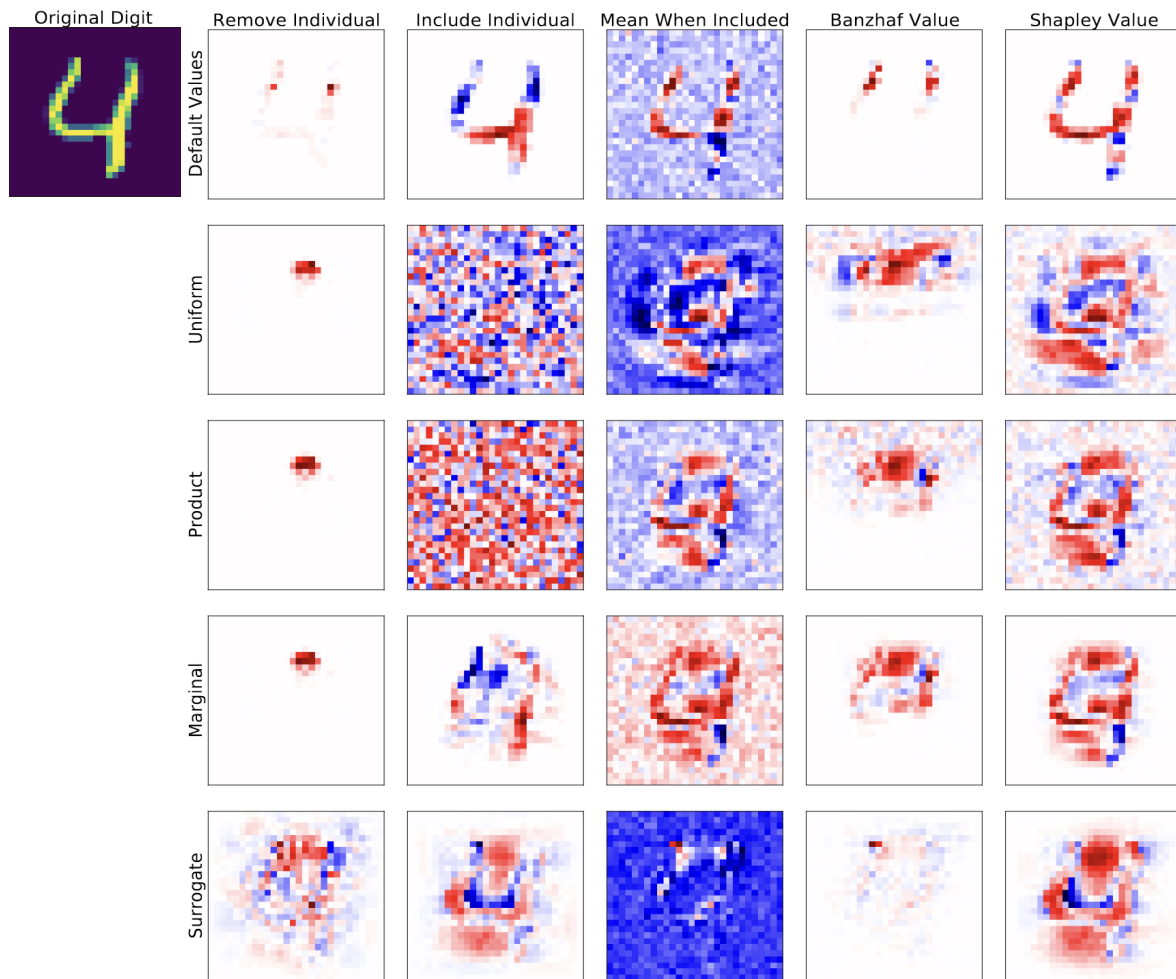 Original Digit Remove Individual Include Individual Mean When Included Banzhaf Value Shapley Value
Default Values
Uniform
Product
Marginal
Surrogate